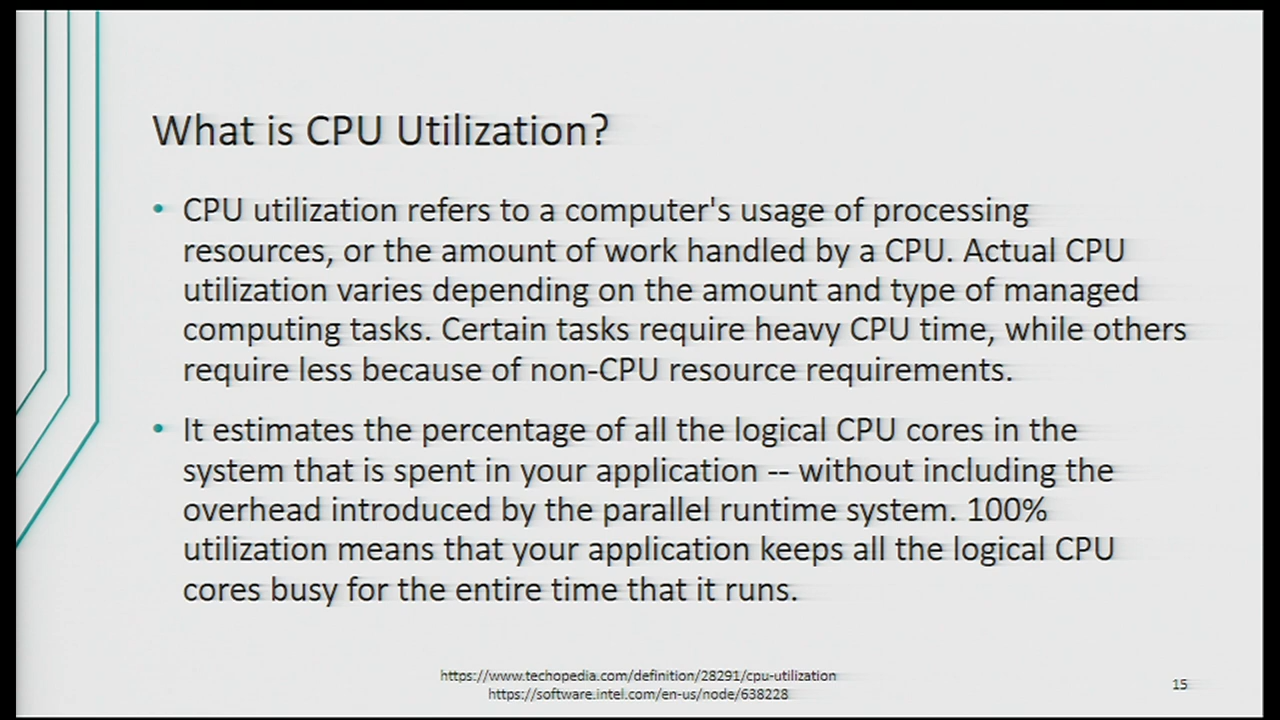 What is CPU Utilization?
• CPU utilization refers to a computer's usage of processing
resources, or the amount of work handled by a CPU. Actual CPU
utilization varies depending on the amount and type of managed
computing tasks. Certain tasks require heavy CPU time, while others
require less because of non-CPU resource requirements.
• It estimates the percentage of all the logical CPU cores in the
system that is spent in your application -- without including the
overhead introduced by the parallel runtime system. 100%
utilization means that your application keeps all the logical CPU
cores busy for the entire time that it runs.
https://www.techopedia.com/definition/28291/cpu-utilization
https://software.intel.com/en-us/node/638228
15